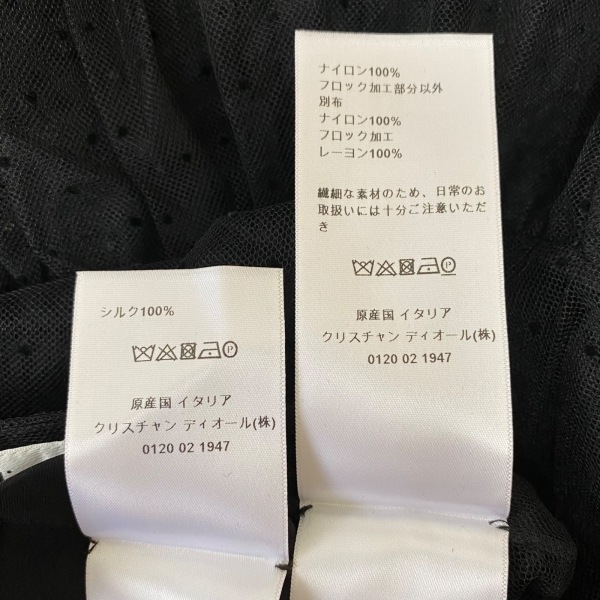 ナイロン100%
フロック加工部分以外
別布
ナイロン100%
フロック加工
レーヨン100%
繊細な素材のため、日常のお
取扱いには十分ご注意いただ
き
原産国 イタリア
クリスチャン ディオール(株)
0120 02 1947
シルク100%
原産国 イタリア
クリスチャン ディオール(株)
0120 02 1947